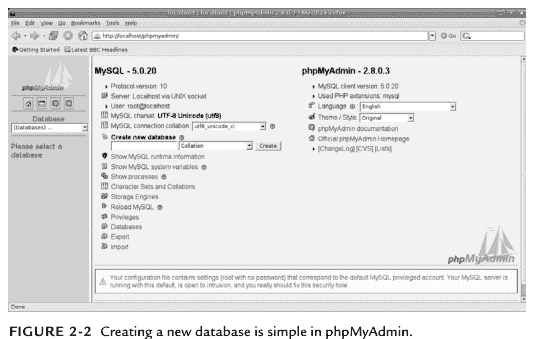 localhost / localhost | phpMyAdmin 2.8.0.3 - Mozilla Firefox
File Edit View Go Bookmarks Tools Help
http://localhost/phpmyadmin/
Go
Getting Started Latest BBC Headlines
phpMyAdmin
Database
(Databases) ...
Please select a
database
MySQL - 5.0.20
Protocol version: 10
Server: Localhost via UNIX socket
User: root@localhost
MySQL charset: UTF-8 Unicode (utf8)
MySQL connection collation: utf8_unicode_ci
Create new database
Collation Create
Show MySQL runtime information
Show MySQL system variables
Show processes
Character Sets and Collations
Storage Engines
Reload MySQL
Privileges
Databases
Export
Import
phpMyAdmin - 2.8.0.3
MySQL client version: 5.0.20
Used PHP extensions: mysql
Language: English
Theme / Style: Original
phpMyAdmin documentation
Official phpMyAdmin Homepage
[ChangeLog] [CVS] [Lists]
phpMyAdmin
Your configuration file contains settings (root with no password) that correspond to the default MySQL privileged account. Your MySQL server is
running with this default, is open to intrusion, and you really should fix this security hole.
Done
FIGURE 2-2 Creating a new database is simple in phpMyAdmin.